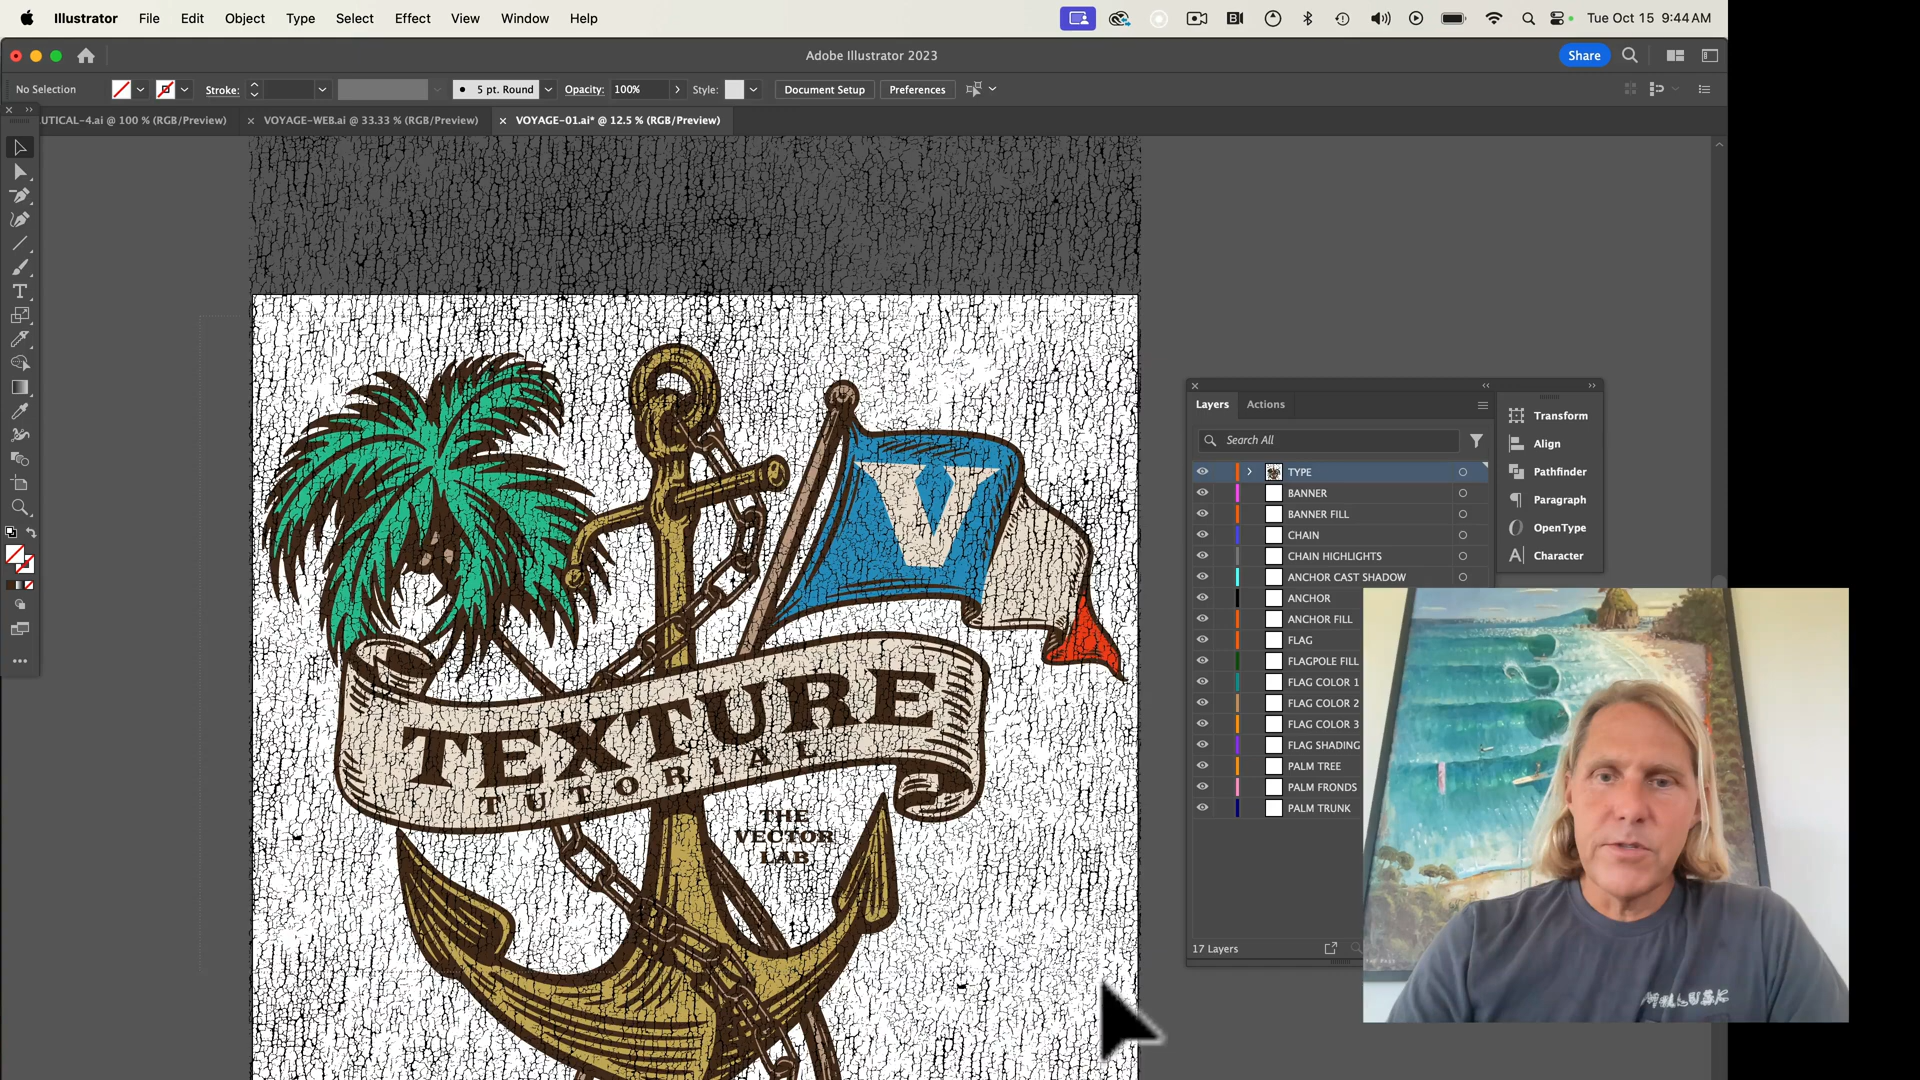 Illustrator File Edit Object Type Select Effect View Window Help
Tue Oct 15 9:44 AM
Adobe Illustrator 2023
Share
No Selection
Stroke:
5 pt. Round
Opacity: 100%
Style:
Document Setup
Preferences
UTICAL-4.ai @ 100 % (RGB/Preview)
VOYAGE-WEB.ai @ 33.33 % (RGB/Preview)
VOYAGE-01.ai* @ 12.5 % (RGB/Preview)
V
TEXTURE
TUTORIAL
THE
VECTOR
LAB
Layers Actions
Search All
TYPE
BANNER
BANNER FILL
CHAIN
CHAIN HIGHLIGHTS
ANCHOR CAST SHADOW
ANCHOR
ANCHOR FILL
FLAG
FLAGPOLE FILL
FLAG COLOR 1
FLAG COLOR 2
FLAG COLOR 3
FLAG SHADING
PALM TREE
PALM FRONDS
PALM TRUNK
17 Layers
Transform
Align
Pathfinder
Paragraph
OpenType
Character